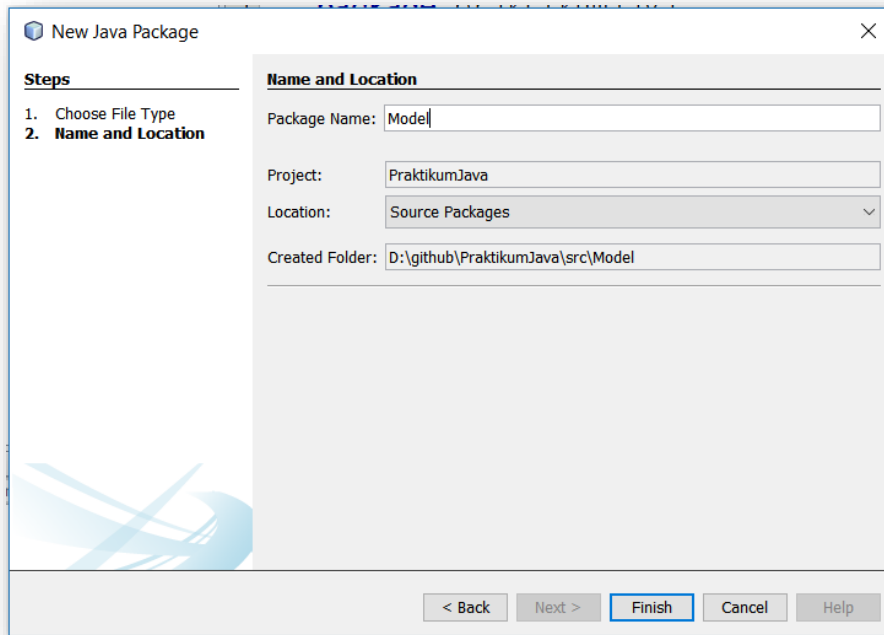 New Java Package
Steps
1. Choose File Type
2. Name and Location
Name and Location
Package Name: Model
Project: PraktikumJava
Location: Source Packages
Created Folder: D:\github\PraktikumJava\src\Model
< Back Next > Finish Cancel Help